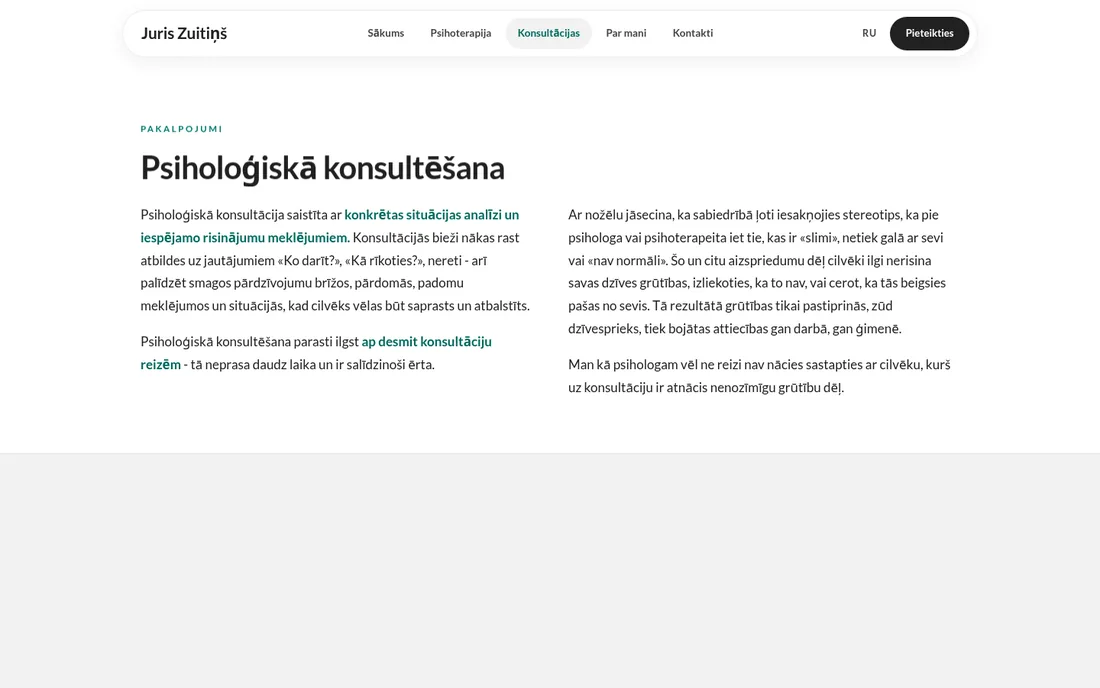 Juris Zuitiņš
Sākums
Psihoterapija
Konsultācijas
Par mani
Kontakti
RU
Pieteikties
PAKALPOJUMI
Psiholoģiskā konsultēšana
Psiholoģiskā konsultācija saistīta ar konkrētas situācijas analīzi un
iespējamo risinājumu meklējumiem. Konsultācijās bieži nākas rast
atbildes uz jautājumiem «Ko darīt?», «Kā rīkoties?», nereti - arī
palīdzēt smagos pārdzīvojumu brīžos, pārdomās, padomu
meklējumos un situācijās, kad cilvēks vēlas būt saprasts un atbalstīts.
Psiholoģiskā konsultēšana parasti ilgst ap desmit konsultāciju
reizēm - tā neprasa daudz laika un ir salīdzinoši ērta.
Ar nožēlu jāsecina, ka sabiedrībā ļoti iesakņojies stereotips, ka pie
psihologa vai psihoterapeita iet tie, kas ir «slimi», netiek galā ar sevi
vai «nav normāli». Šo un citu aizspriedumu dēļ cilvēki ilgi nerisina
savas dzīves grūtības, izliekoties, ka to nav, vai cerot, ka tās beigsies
pašas no sevis. Tā rezultātā grūtības tikai pastiprinās, zūd
dzīvesprieks, tiek bojātas attiecības gan darbā, gan ģimenē.
Man kā psihologam vēl ne reizi nav nācies sastapties ar cilvēku, kurš
uz konsultāciju ir atnācis nenozīmīgu grūtību dēļ.